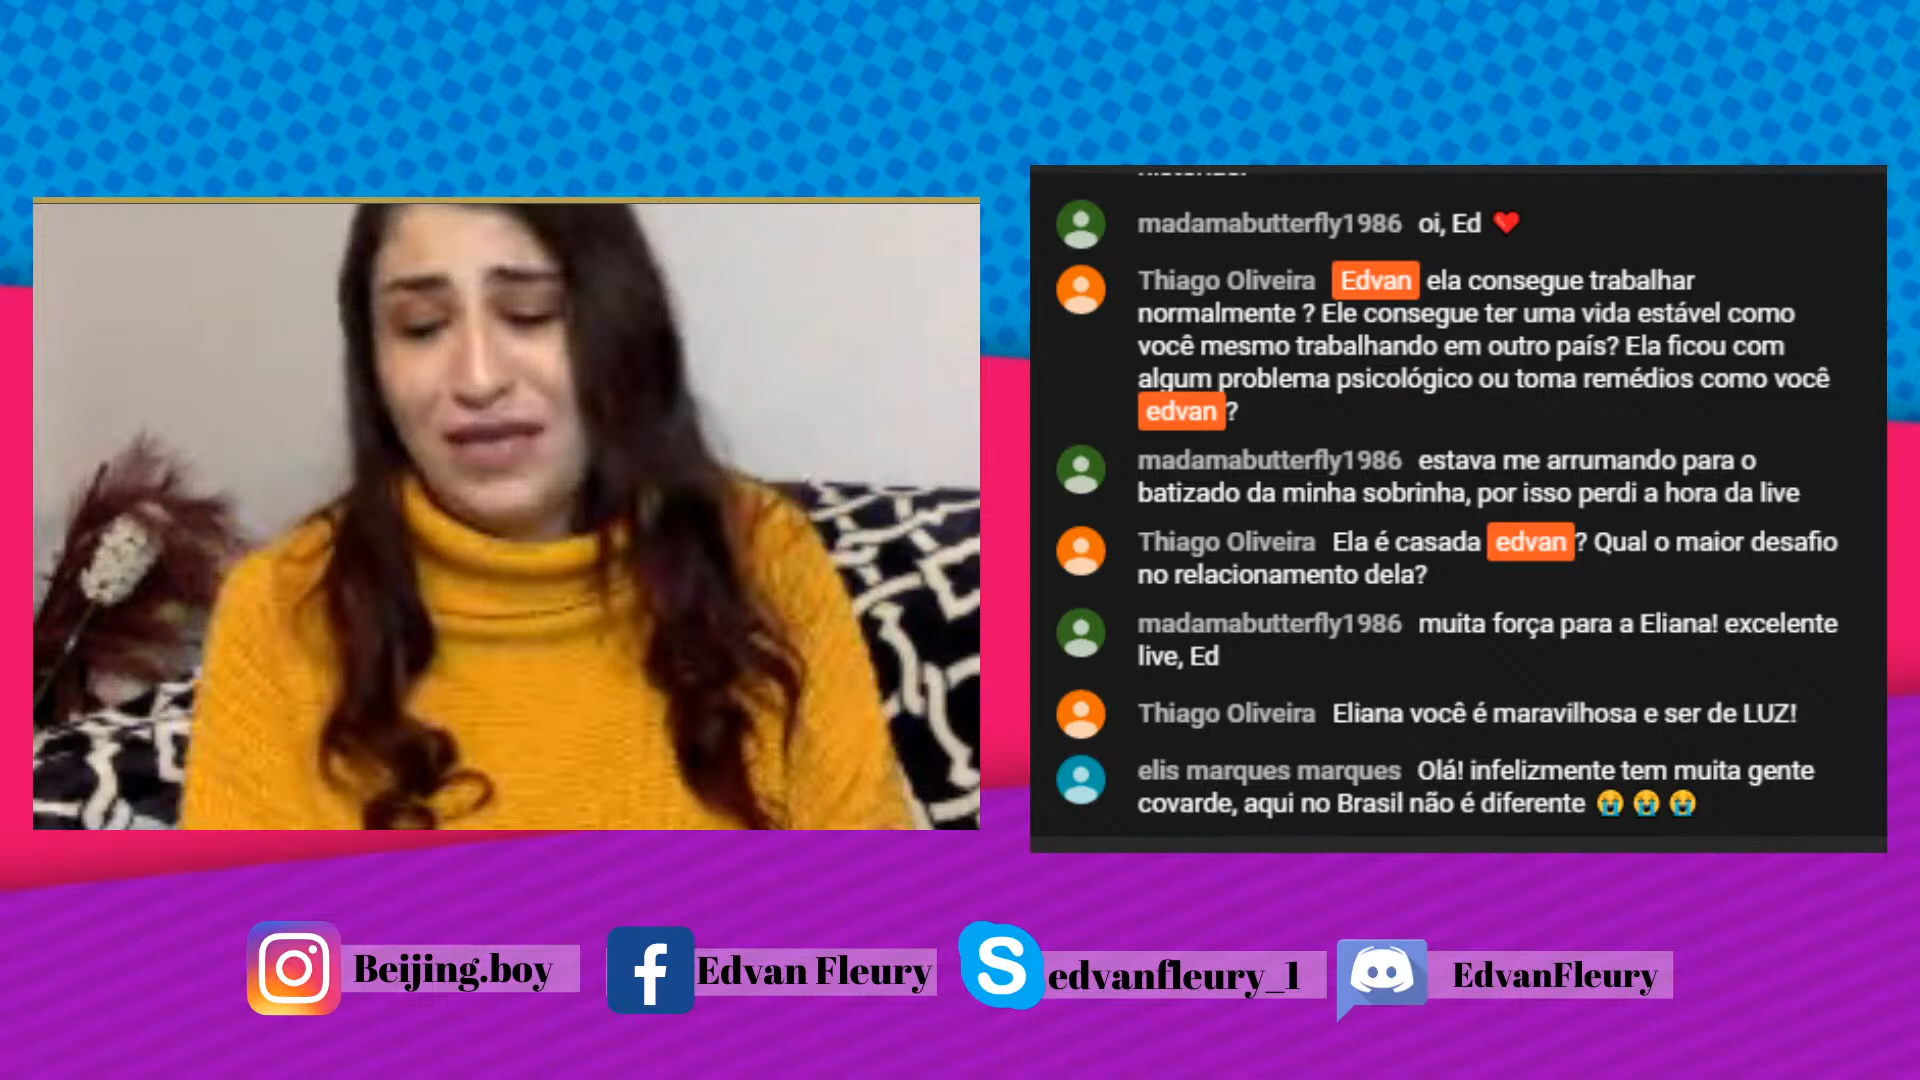 madamabutterfly1986 oi, Ed ❤️
Thiago Oliveira Edvan ela consegue trabalhar
normalmente ? Ele consegue ter uma vida estável como
você mesmo trabalhando em outro país? Ela ficou com
algum problema psicológico ou toma remédios como você
edvan ?
madamabutterfly1986 estava me arrumando para o
batizado da minha sobrinha, por isso perdi a hora da live
Thiago Oliveira Ela é casada edvan ? Qual o maior desafio
no relacionamento dela?
madamabutterfly1986 muita força para a Eliana! excelente
live, Ed
Thiago Oliveira Eliana você é maravilhosa e ser de LUZ!
elis marques marques Olá! infelizmente tem muita gente
covarde, aqui no Brasil não é diferente 😭 😭 😭
Beijing.boy
Edvan Fleury
edvanfleury_1
EdvanFleury